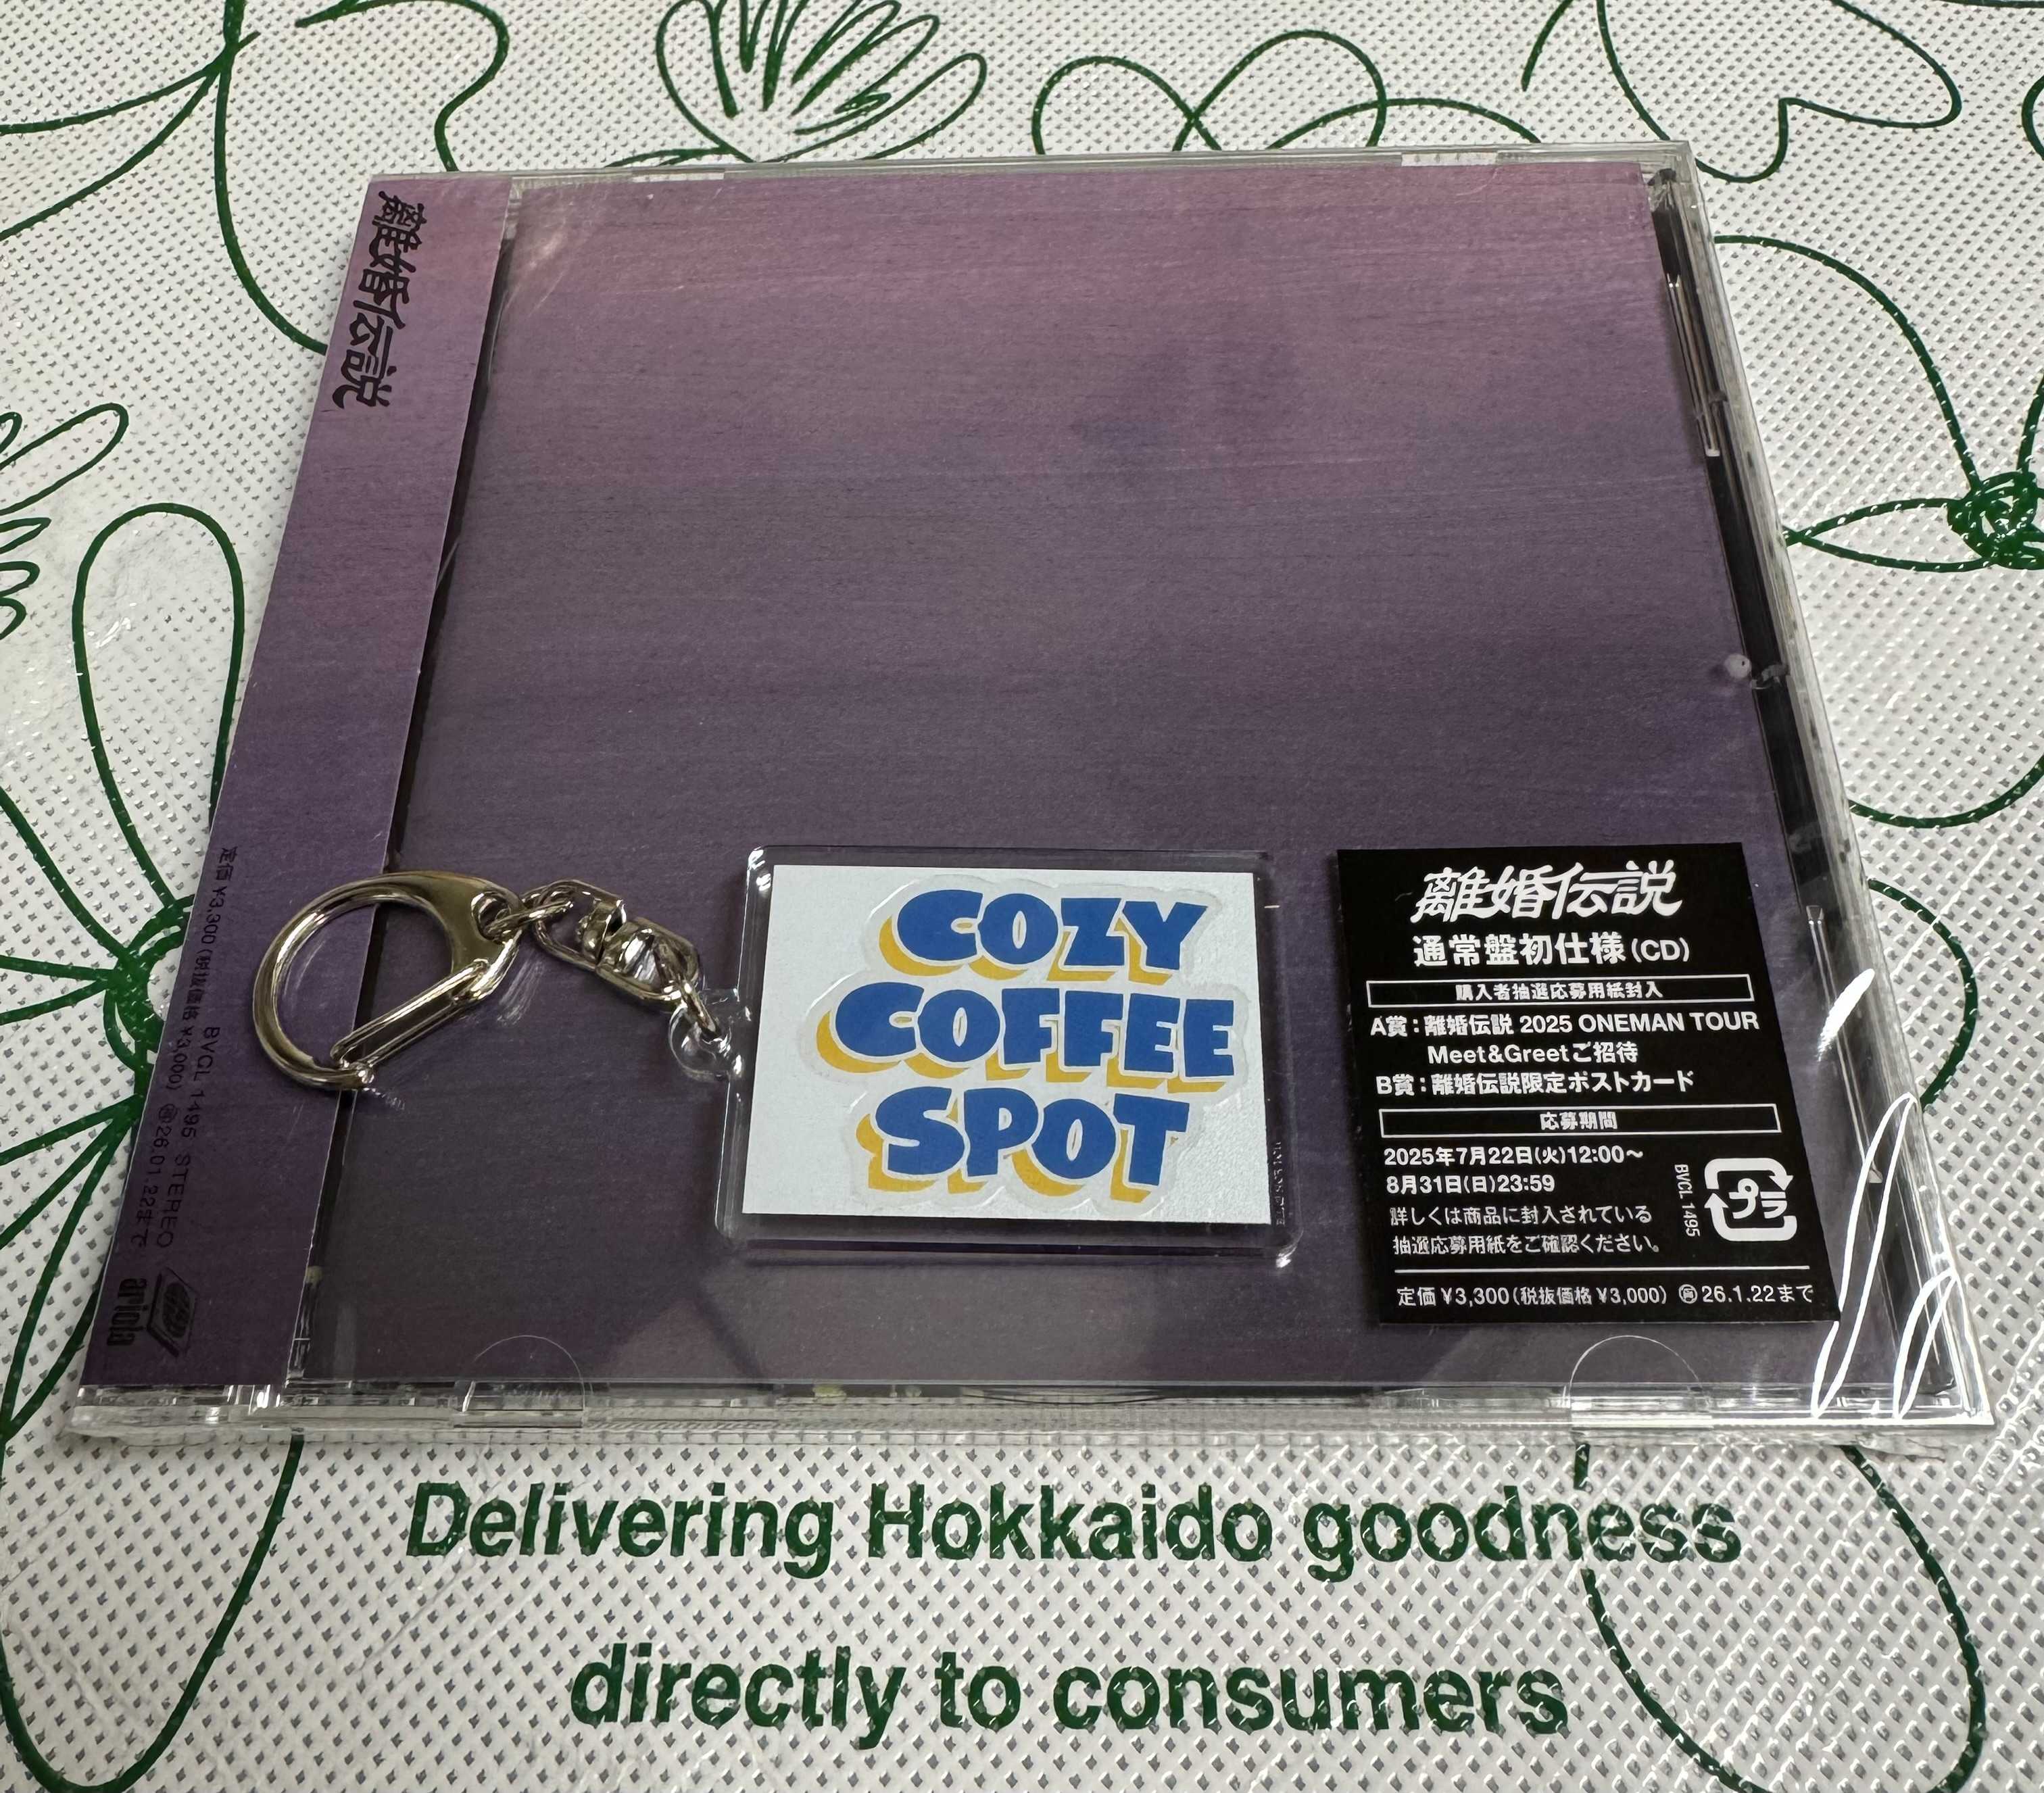 離婚伝説
定価 ¥3,300(税抜価格 ¥3,000) BVCL 1495 STEREO 再26.01.22まで
ariola
COZY
COFFEE
SPOT
離婚伝説
通常盤初仕様(CD)
購入者抽選応募用紙封入
A賞:離婚伝説 2025 ONEMAN TOUR
Meet&Greetご招待
B賞:離婚伝説限定ポストカード
応募期間
2025年7月22日(火)12:00〜
8月31日(日)23:59
詳しくは商品に封入されている
抽選応募用紙をご確認ください。
BVCL 1495
プラ
定価 ¥3,300(税抜価格 ¥3,000) 再26.1.22まで
Delivering Hokkaido goodness
directly to consumers